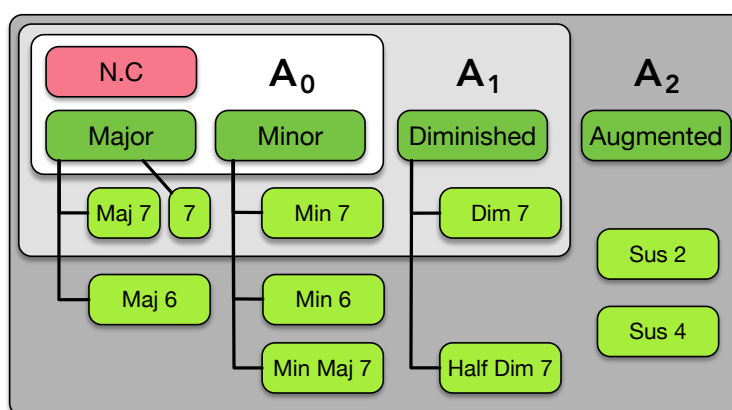 N.C
A0
A1
A2
Major
Minor
Diminished
Augmented
Maj 7
7
Min 7
Dim 7
Sus 2
Maj 6
Min 6
Sus 4
Min Maj 7
Half Dim 7